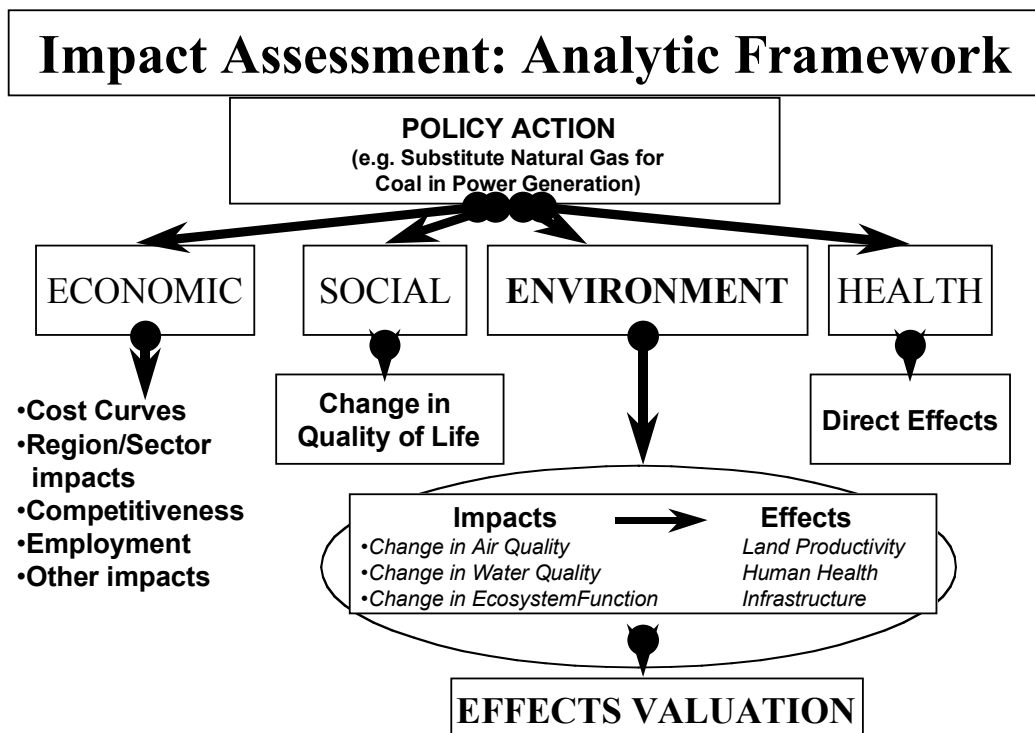 Impact Assessment: Analytic Framework
POLICY ACTION
(e.g. Substitute Natural Gas for
Coal in Power Generation)
ECONOMIC
SOCIAL
ENVIRONMENT
HEALTH
•Cost Curves
•Region/Sector
impacts
•Competitiveness
•Employment
•Other impacts
Change in
Quality of Life
Direct Effects
Impacts
•Change in Air Quality
•Change in Water Quality
•Change in EcosystemFunction
Effects
Land Productivity
Human Health
Infrastructure
EFFECTS VALUATION